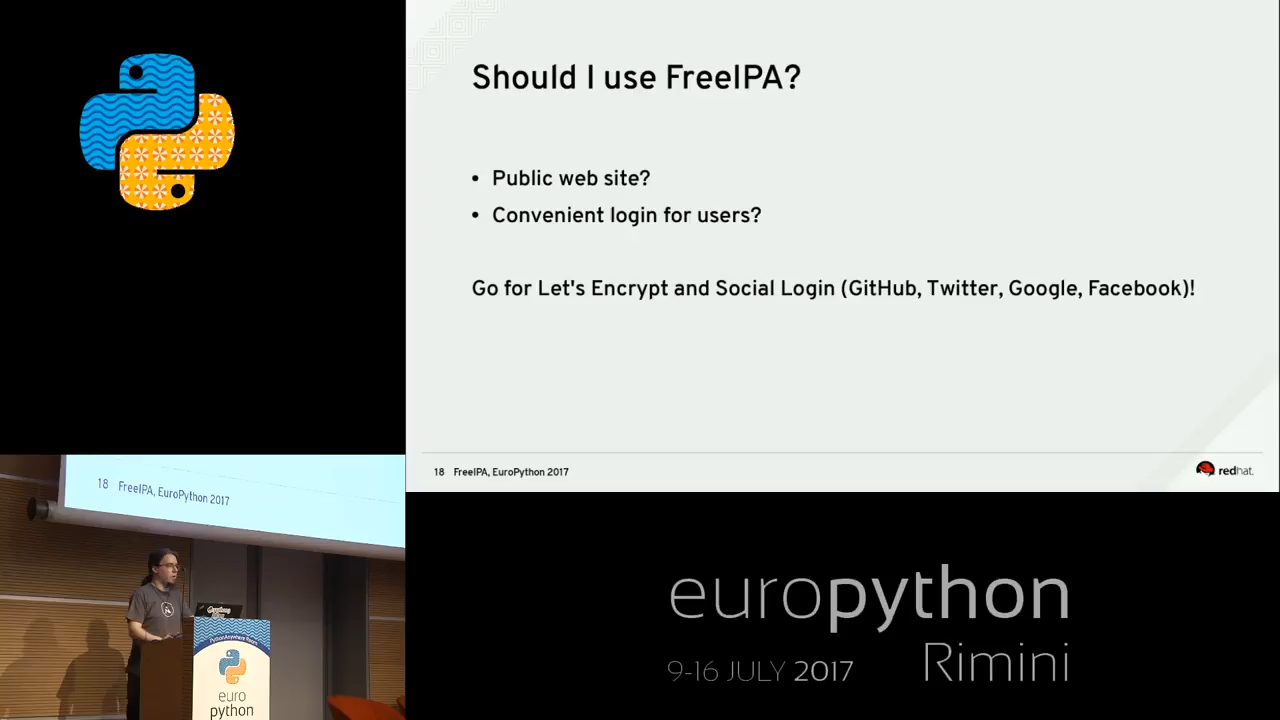 Should I use FreeIPA?
• Public web site?
• Convenient login for users?
Go for Let's Encrypt and Social Login (GitHub, Twitter, Google, Facebook)!
18 FreeIPA, EuroPython 2017
redhat.
18 FreeIPA, EuroPython 2017
euro
python
europython
9-16 JULY 2017 Rimini